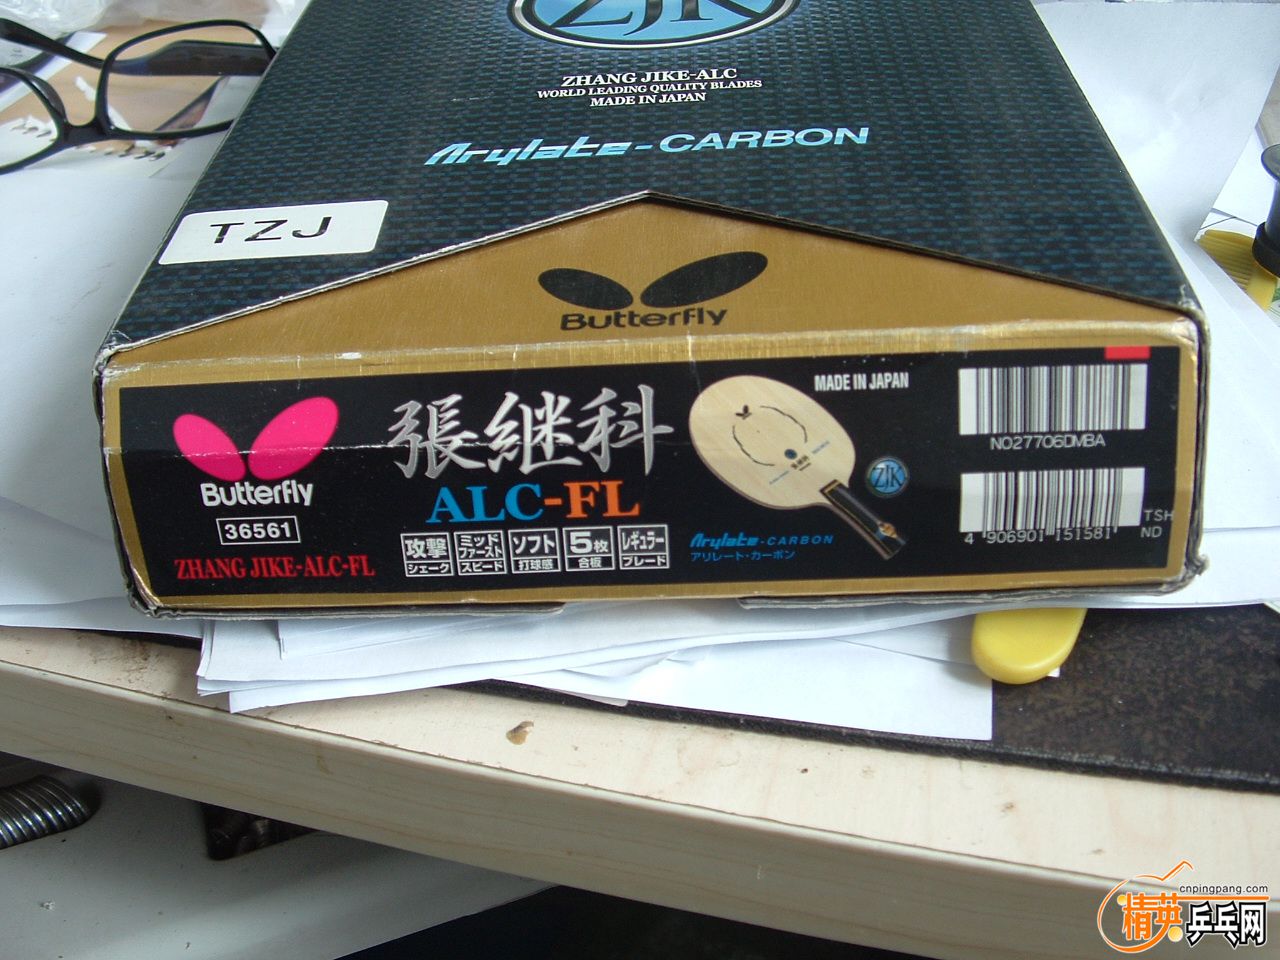 ZJK
ZHANG JIKE-ALC
WORLD LEADING QUALITY BLADES
MADE IN JAPAN
Arylate-CARBON
TZJ
Butterfly
Butterfly
36561
ZHANG JIKE-ALC-FL
張継科
ALC-FL
攻撃
シェーク
ミッド
ファースト
スピード
ソフト
打球感
5枚
合板
レギュラー
ブレード
MADE IN JAPAN
ZJK
Arylate-CARBON
アリレート・カーボン
N027706DMBA
4 906901 151581
TSH
ND
cnpingpang.com
精英乒乓网